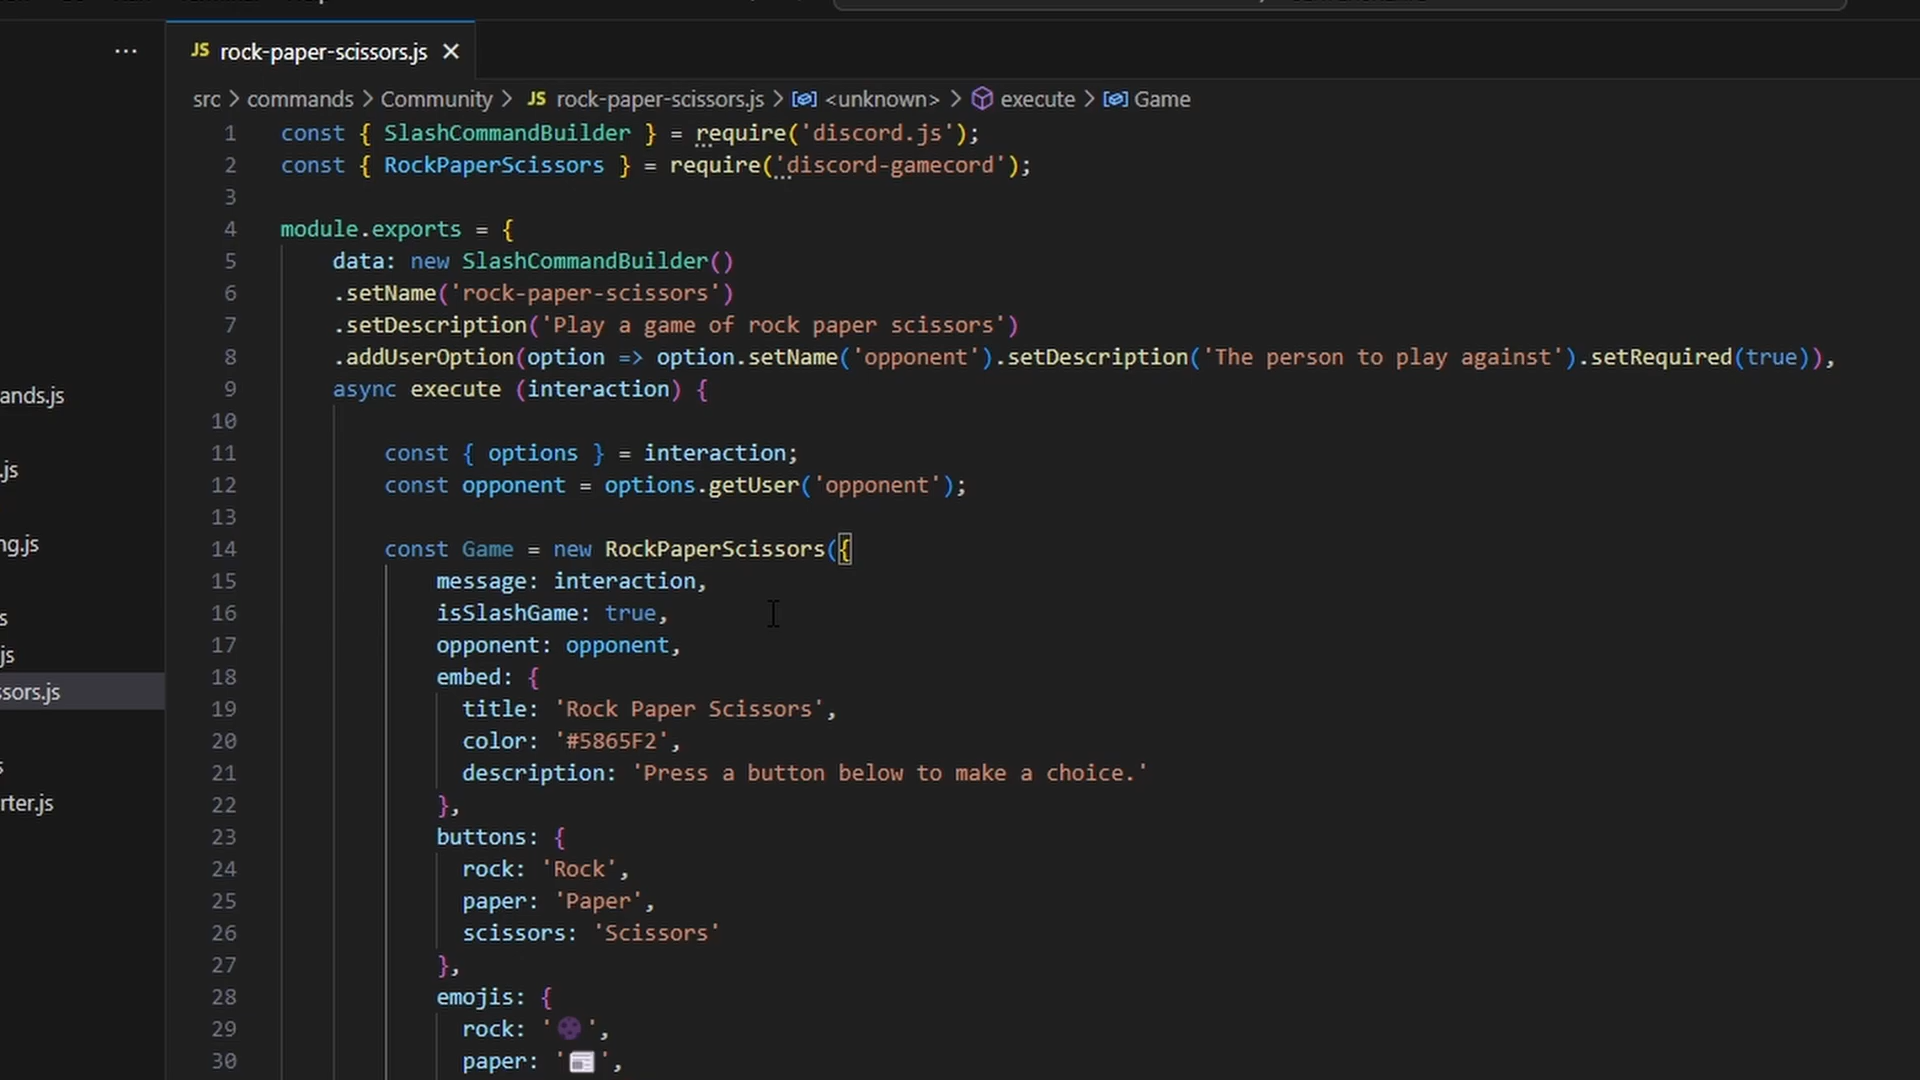 JS rock-paper-scissors.js
src > commands > Community > JS rock-paper-scissors.js > <unknown> > execute > Game
1 const { SlashCommandBuilder } = require('discord.js');
2 const { RockPaperScissors } = require('discord-gamecord');
3
4 module.exports = {
5 data: new SlashCommandBuilder()
6 .setName('rock-paper-scissors')
7 .setDescription('Play a game of rock paper scissors')
8 .addUserOption(option => option.setName('opponent').setDescription('The person to play against').setRequired(true)),
ands.js
9 async execute (interaction) {
10
11 const { options } = interaction;
.js
12 const opponent = options.getUser('opponent');
13
ng.js
14 const Game = new RockPaperScissors({
15 message: interaction,
s
16 isSlashGame: true,
js
17 opponent: opponent,
18 embed: {
ssors.js
19 title: 'Rock Paper Scissors',
20 color: '#5865F2',
s
21 description: 'Press a button below to make a choice.'
rter.js
22 },
23 buttons: {
24 rock: 'Rock',
25 paper: 'Paper',
26 scissors: 'Scissors'
27 },
28 emojis: {
29 rock: '🌑',
30 paper: '📰',